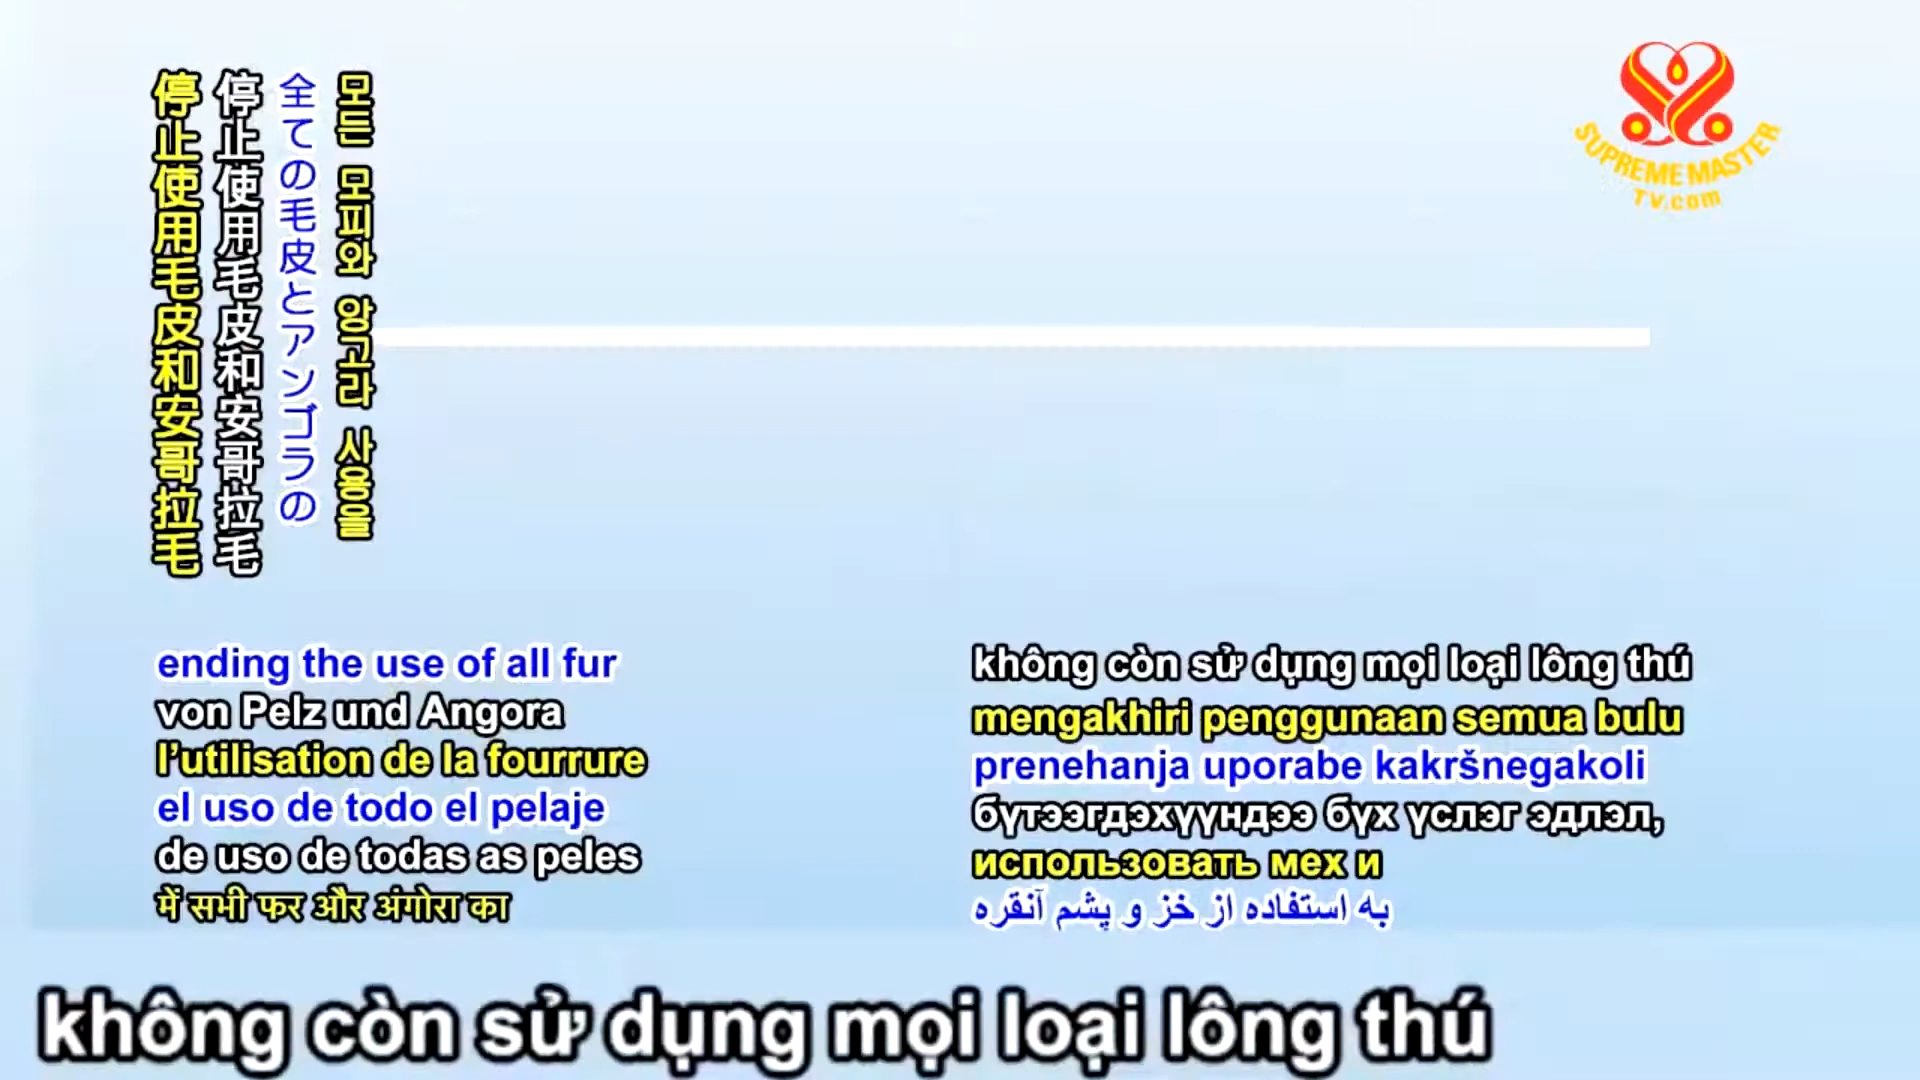 停止使用毛皮和安哥拉毛
停止使用毛皮和安哥拉毛
全ての毛皮とアンゴラの
모든 모피와 앙고라 사용을
SUPREME MASTER
TV.com
ending the use of all fur
von Pelz und Angora
l’utilisation de la fourrure
el uso de todo el pelaje
de uso de todas as peles
में सभी फर और अंगोरा का
không còn sử dụng mọi loại lông thú
mengakhiri penggunaan semua bulu
prenehanja uporabe kakršnegakoli
бүтээгдэхүүндээ бүх үслэг эдлэл,
использовать мех и
به استفاده از خز و پشم آنقره
không còn sử dụng mọi loại lông thú